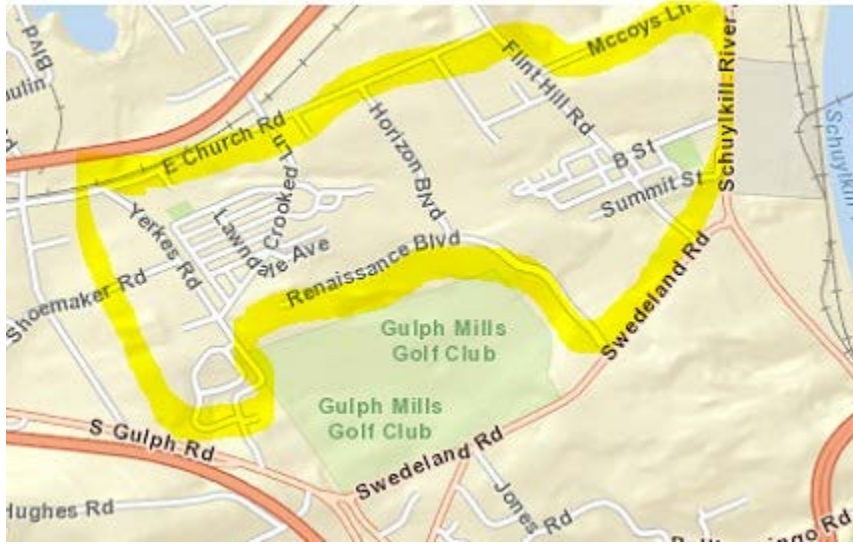 Blvd
Mccoys Ln
Schuylkill River
Flint Hill Rd
E Church Rd
Horizon Blvd
Crooked Ln
B St
Summit St
Yerkes Rd
Lawndale Ave
Renaissance Blvd
Shoemaker Rd
Swedeland Rd
Gulph Mills
Golf Club
Gulph Mills
Golf Club
S Gulph Rd
Swedeland Rd
Jones Rd
Hughes Rd